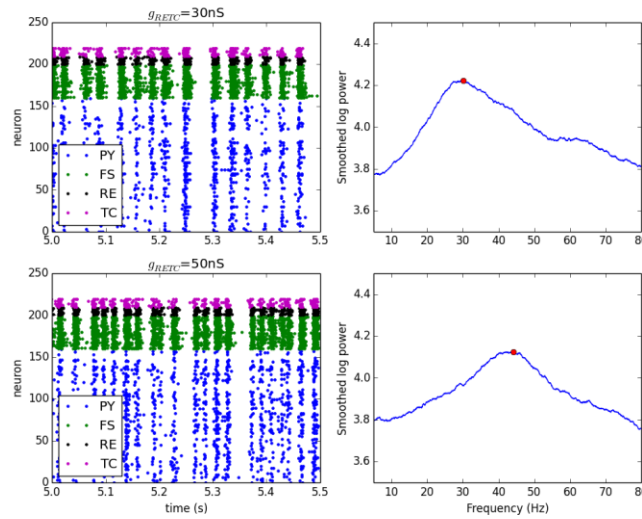 g_RETC=30nS
250
200
150
100
50
0
neuron
PY
FS
RE
TC
5.0 5.1 5.2 5.3 5.4 5.5
4.4
4.2
4.0
3.8
3.6
Smoothed log power
10 20 30 40 50 60 70 80
g_RETC=50nS
250
200
150
100
50
0
neuron
PY
FS
RE
TC
5.0 5.1 5.2 5.3 5.4 5.5
time (s)
4.4
4.2
4.0
3.8
3.6
Smoothed log power
10 20 30 40 50 60 70 80
Frequency (Hz)